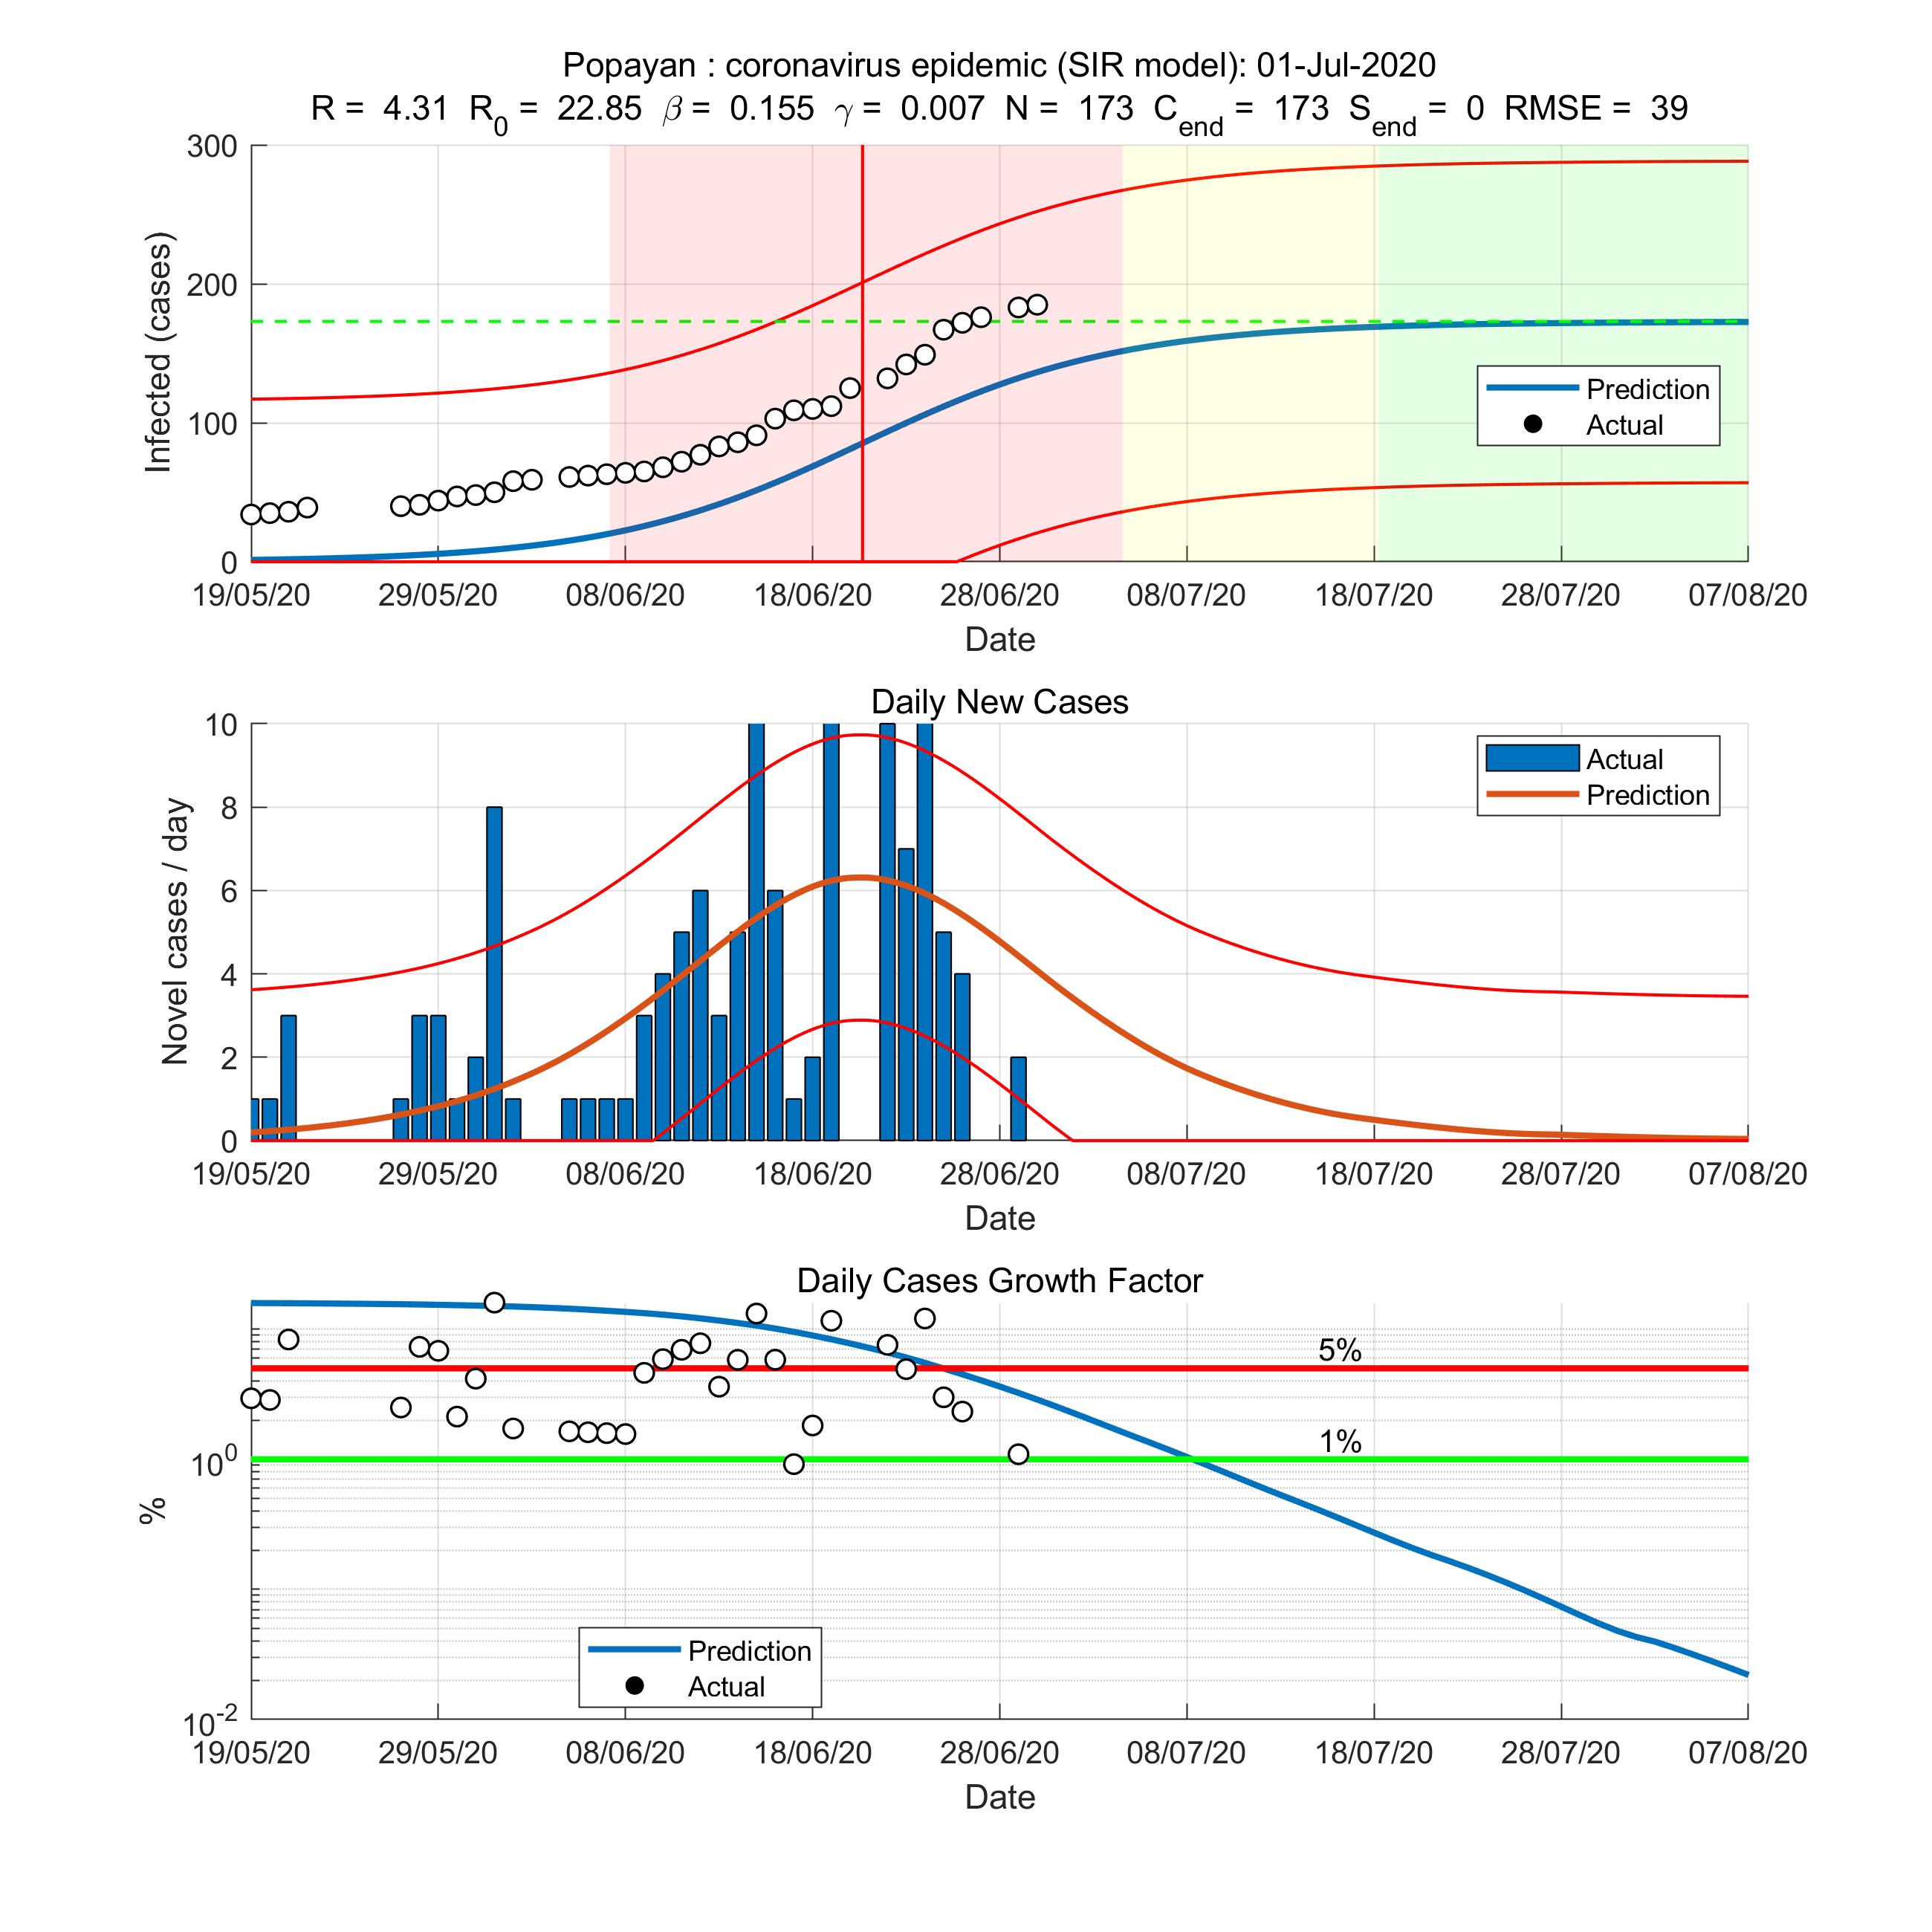 Popayan : coronavirus epidemic (SIR model): 01-Jul-2020
R = 4.31 R0 = 22.85 β = 0.155 γ = 0.007 N = 173 Cend = 173 Send = 0 RMSE = 39
300
200
100
0
Infected (cases)
Prediction
Actual
19/05/20 29/05/20 08/06/20 18/06/20 28/06/20 08/07/20 18/07/20 28/07/20 07/08/20
Date
Daily New Cases
10
8
6
4
2
0
Novel cases / day
Actual
Prediction
19/05/20 29/05/20 08/06/20 18/06/20 28/06/20 08/07/20 18/07/20 28/07/20 07/08/20
Date
Daily Cases Growth Factor
5%
1%
10^0
%
Prediction
Actual
10^-2
19/05/20 29/05/20 08/06/20 18/06/20 28/06/20 08/07/20 18/07/20 28/07/20 07/08/20
Date